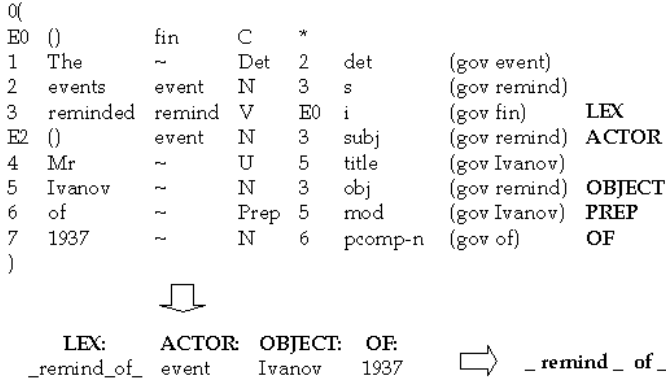 0(
E0 () fin C *
1 The ~ Det 2 det (gov event)
2 events event N 3 s (gov remind)
3 reminded remind V E0 i (gov fin) LEX
E2 () event N 3 subj (gov remind) ACTOR
4 Mr ~ U 5 title (gov Ivanov)
5 Ivanov ~ N 3 obj (gov remind) OBJECT
6 of ~ Prep 5 mod (gov Ivanov) PREP
7 1937 ~ N 6 pcomp-n (gov of) OF
)
LEX: ACTOR: OBJECT: OF:
_remind_of_ event Ivanov 1937 _ remind _ of _